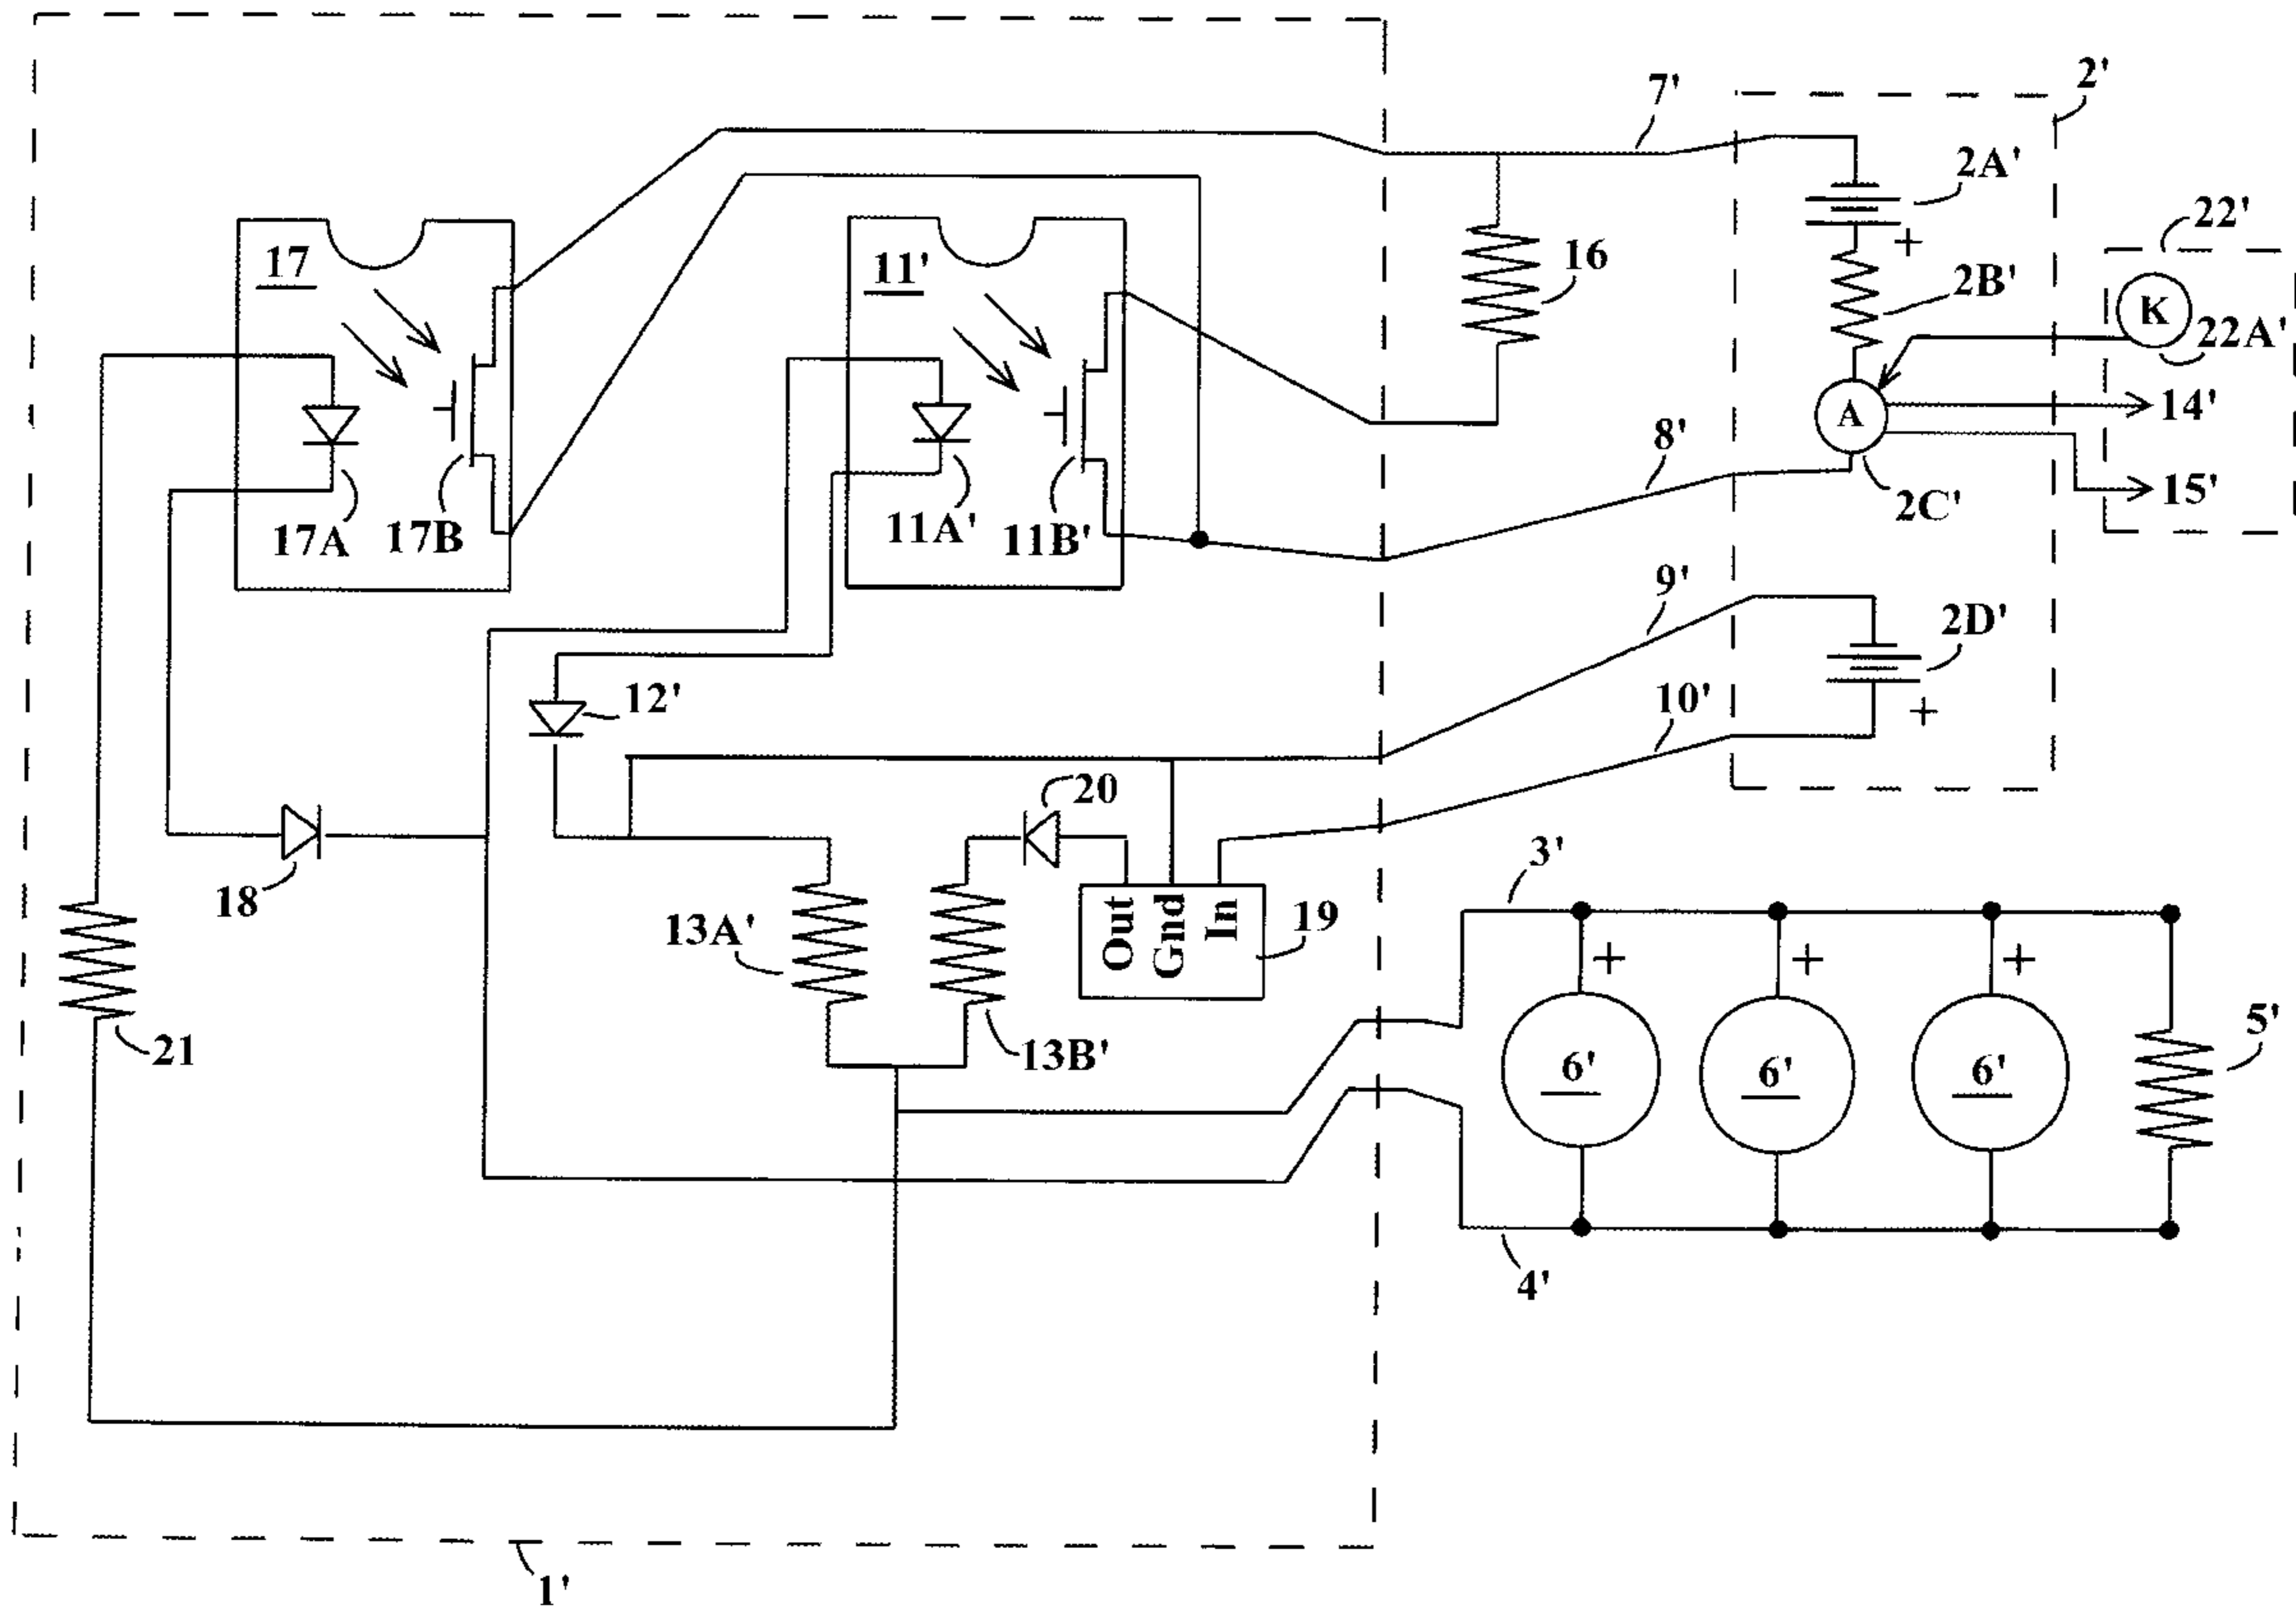 2'
7'
2A'
22'
17
11'
16
+
2B'
K
22A'
14'
A
8'
15'
2C'
17A
17B
11A'
11B'
9'
2D'
12'
10'
+
20
3'
18
13A'
Out
Gnd
In
19
+
+
+
5'
21
13B'
6'
6'
6'
4'
1'